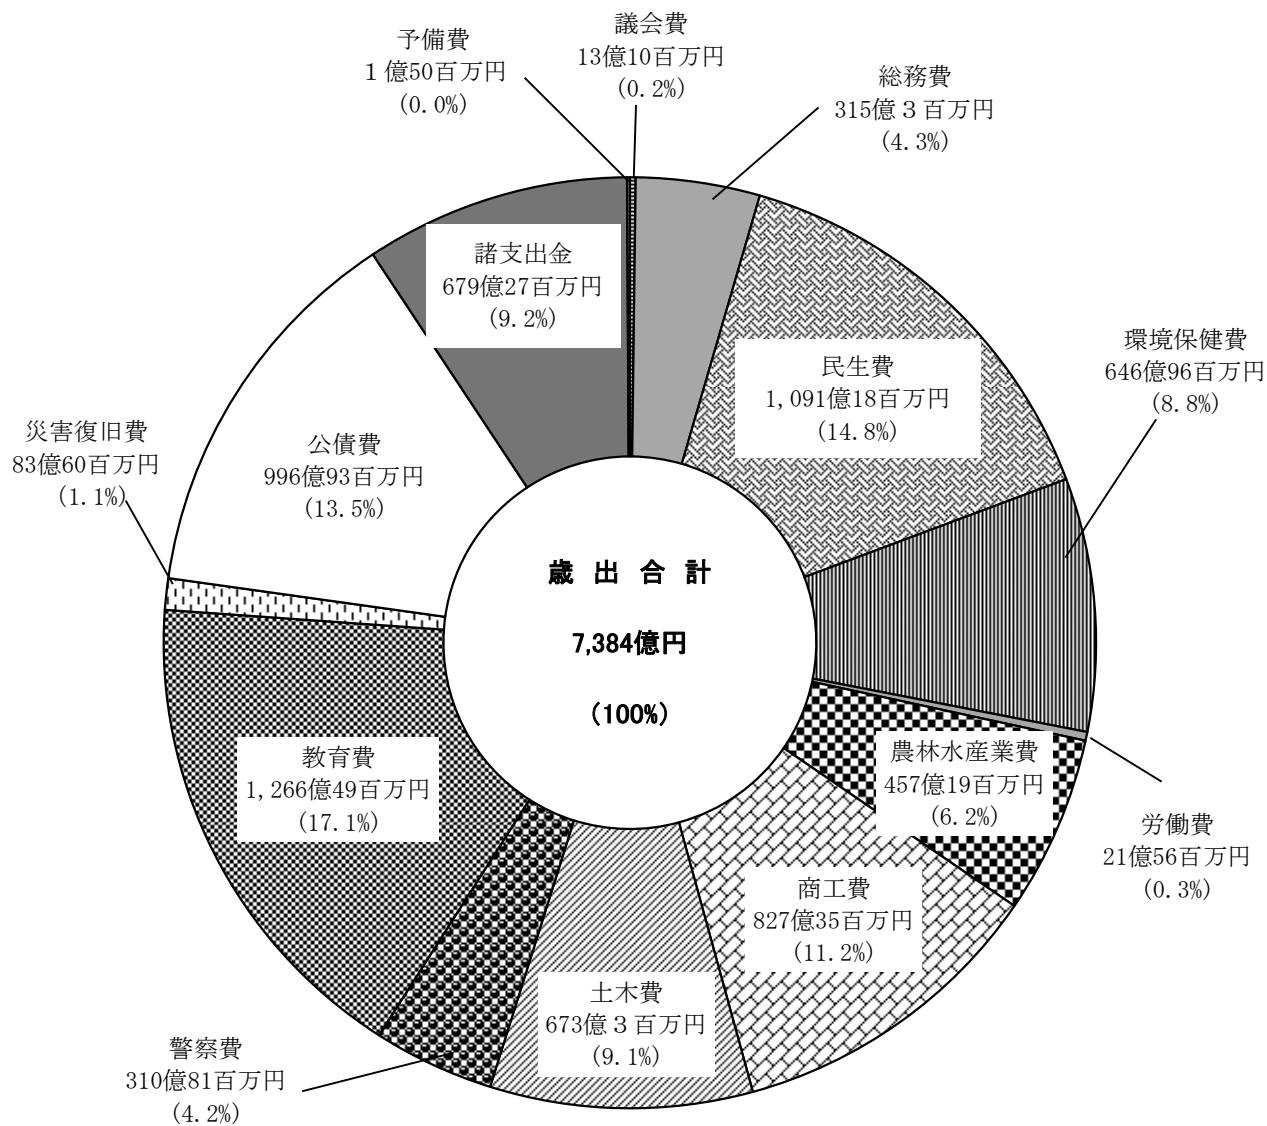 議会費
13億10百万円
(0.2%)
総務費
315億３百万円
(4.3%)
民生費
1,091億18百万円
(14.8%)
環境保健費
646億96百万円
(8.8%)
労働費
21億56百万円
(0.3%)
農林水産業費
457億19百万円
(6.2%)
商工費
827億35百万円
(11.2%)
土木費
673億３百万円
(9.1%)
警察費
310億81百万円
(4.2%)
教育費
1,266億49百万円
(17.1%)
災害復旧費
83億60百万円
(1.1%)
公債費
996億93百万円
(13.5%)
諸支出金
679億27百万円
(9.2%)
予備費
１億50百万円
(0.0%)
歳 出 合 計
7,384億円
(100%)